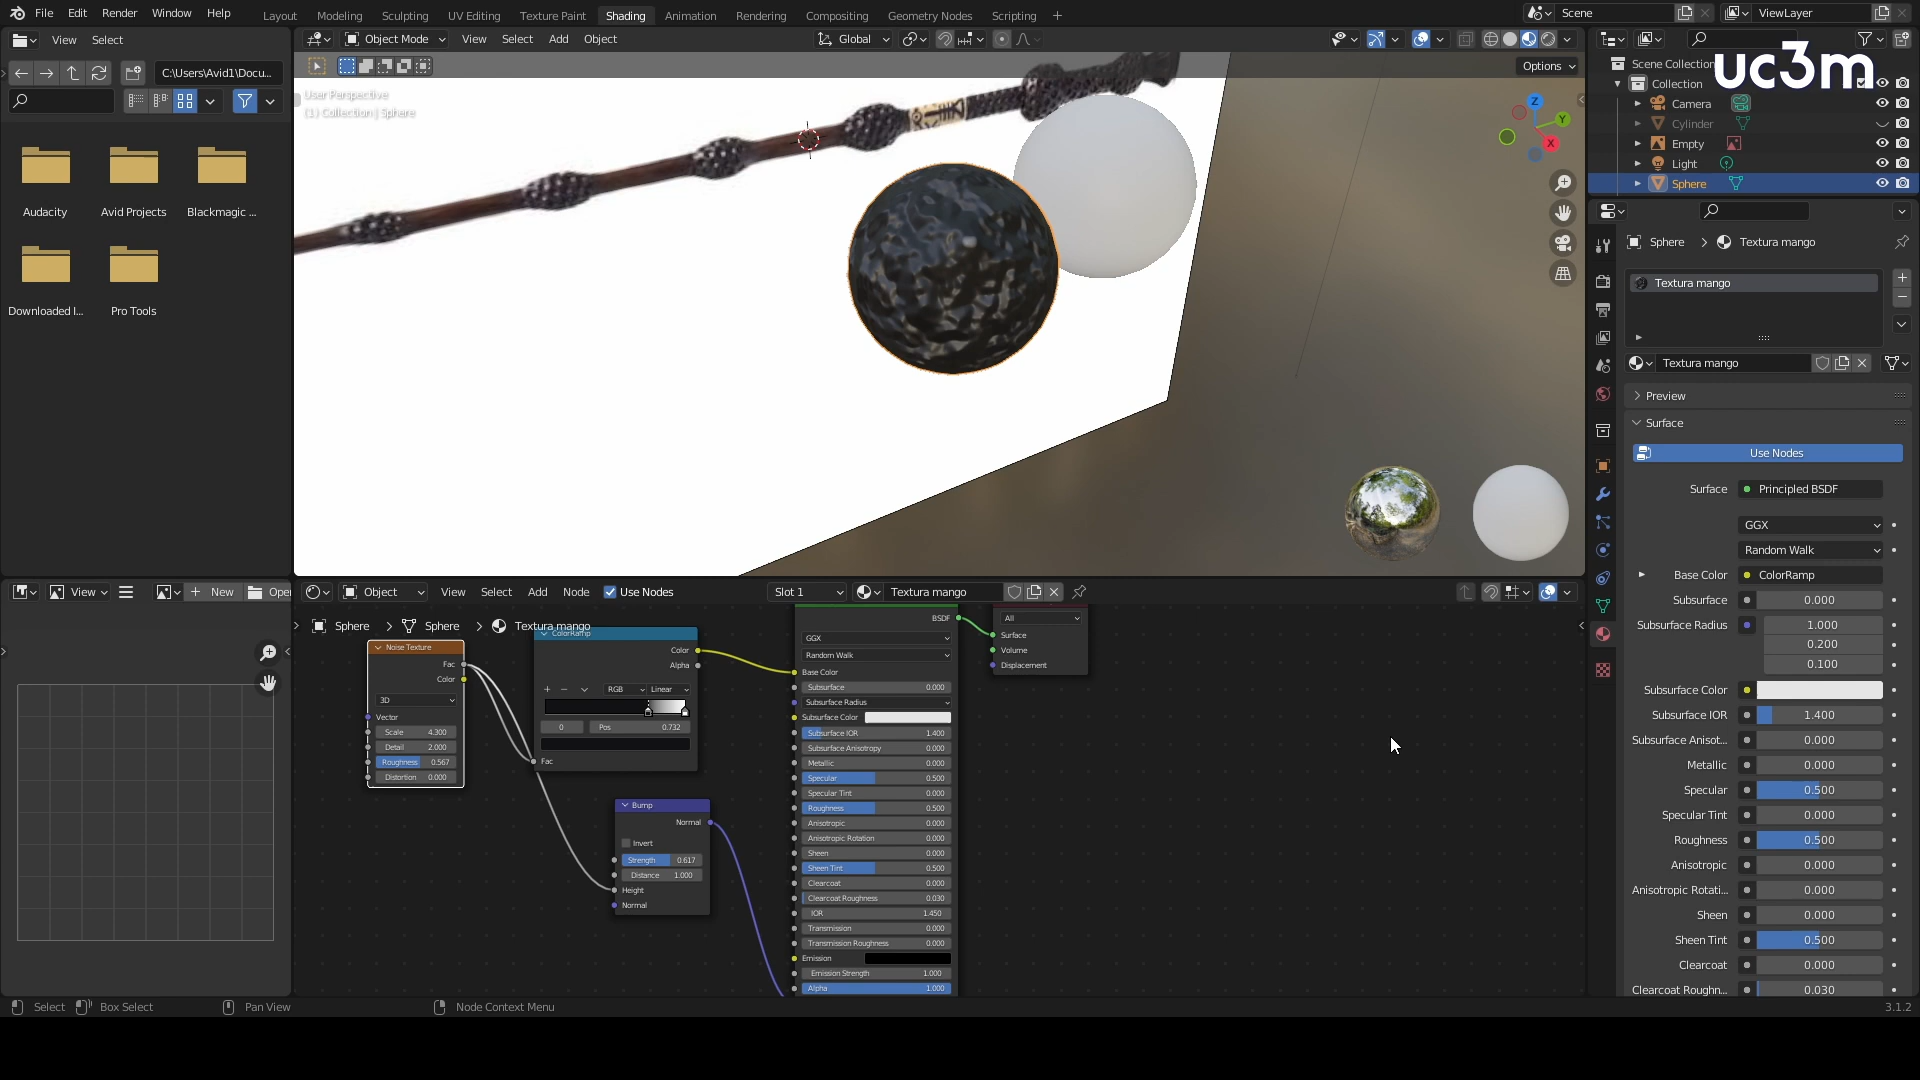 File Edit Render Window Help
Layout Modeling Sculpting UV Editing Texture Paint Shading Animation Rendering Compositing Geometry Nodes Scripting +
Scene ViewLayer
View Select
Object Mode View Select Add Object Global
C:\Users\Avid1\Docu...
Options
Scene Collection
uc3m
Collection
Camera
Cylinder
Empty
Light
Sphere
User Perspective
(1) Collection | Sphere
Z
Y
X
Audacity Avid Projects Blackmagic ...
Downloaded I... Pro Tools
Sphere > Textura mango
Textura mango
Textura mango
Preview
Surface
Use Nodes
Surface Principled BSDF
GGX
Random Walk
Base Color ColorRamp
Subsurface 0.000
Subsurface Radius 1.000
0.200
0.100
Subsurface Color
Subsurface IOR 1.400
Subsurface Anisot... 0.000
Metallic 0.000
Specular 0.500
Specular Tint 0.000
Roughness 0.500
Anisotropic 0.000
Anisotropic Rotati... 0.000
Sheen 0.000
Sheen Tint 0.500
Clearcoat 0.000
Clearcoat Roughn... 0.030
View + New Open
Object View Select Add Node Use Nodes Slot 1 Textura mango
Sphere > Sphere > Textura mango
Noise Texture
Fac
Color
3D
Vector
Scale 4.300
Detail 2.000
Roughness 0.567
Distortion 0.000
ColorRamp
Color
Alpha
+ − RGB Linear
0 Pos 0.732
Fac
Bump
Normal
Invert
Strength 0.617
Distance 1.000
Height
Normal
BSDF
GGX
Random Walk
Base Color
Subsurface 0.000
Subsurface Radius
Subsurface Color
Subsurface IOR 1.400
Subsurface Anisotropy 0.000
Metallic 0.000
Specular 0.500
Specular Tint 0.000
Roughness 0.500
Anisotropic 0.000
Anisotropic Rotation 0.000
Sheen 0.000
Sheen Tint 0.500
Clearcoat 0.000
Clearcoat Roughness 0.030
IOR 1.450
Transmission 0.000
Transmission Roughness 0.000
Emission
Emission Strength 1.000
Alpha 1.000
All
Surface
Volume
Displacement
Select Box Select Pan View Node Context Menu 3.1.2